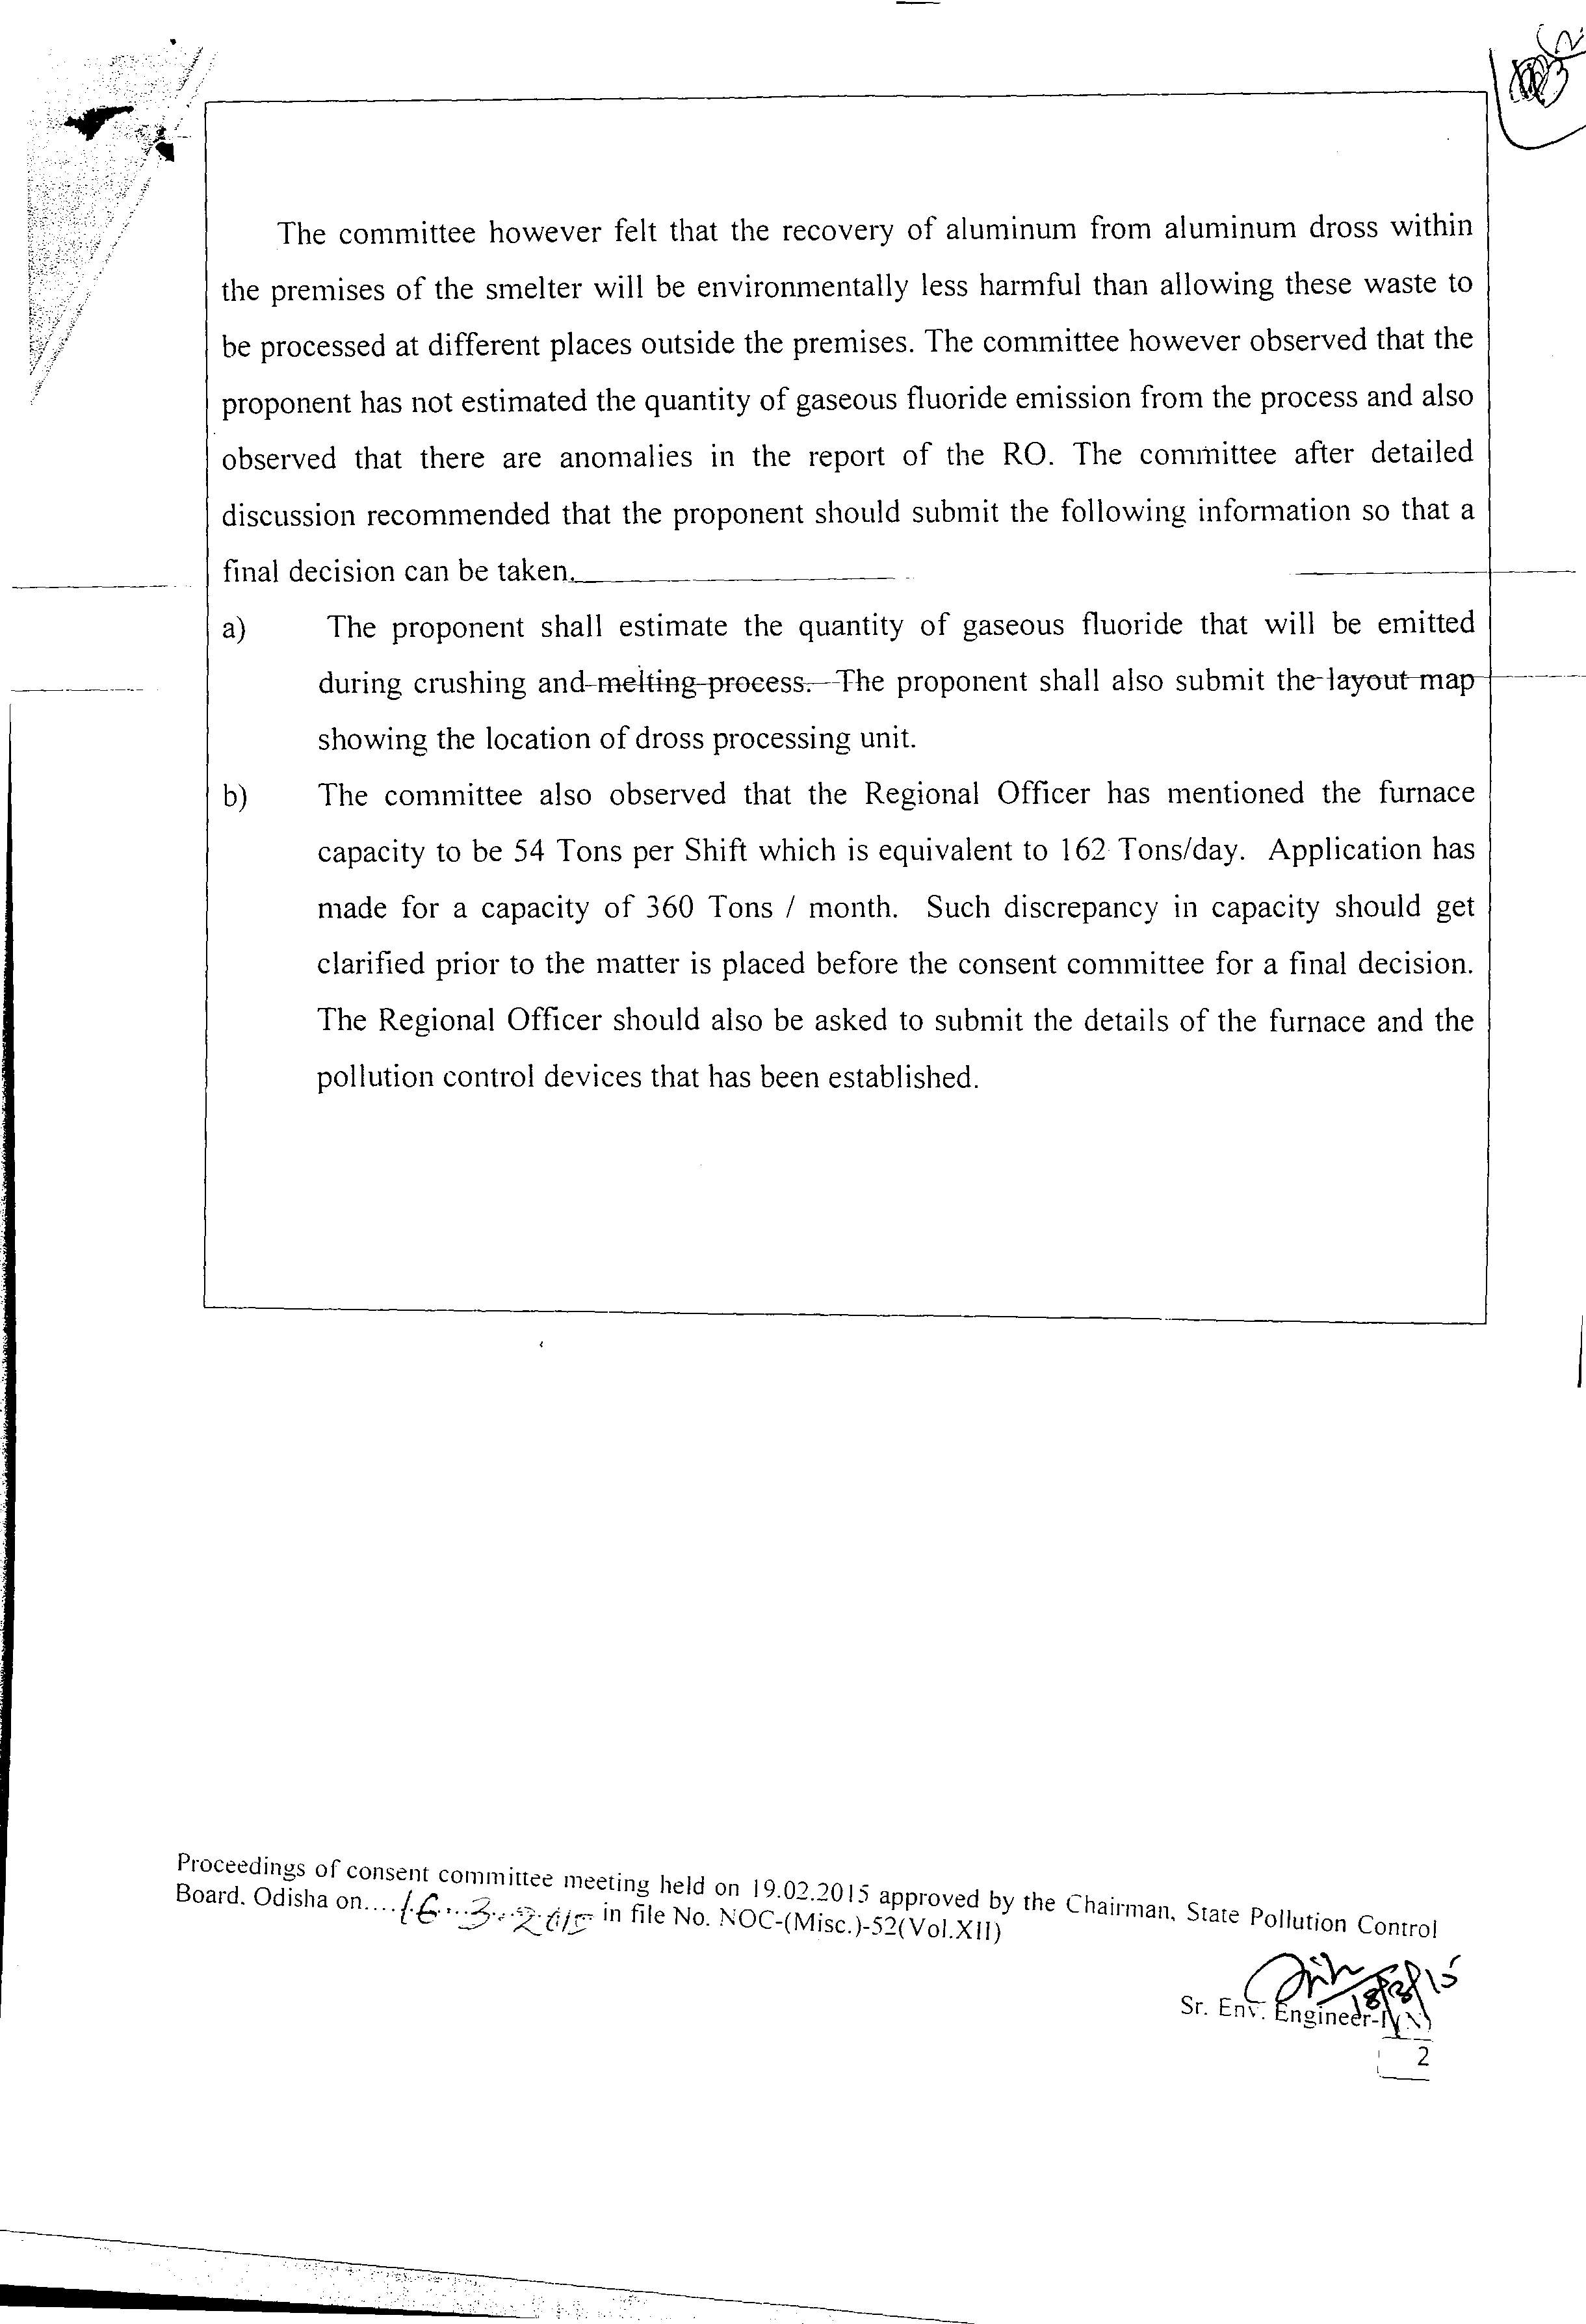 The committee however felt that the recovery of aluminum from aluminum dross within
the premises of the smelter will be environmentally less harmful than allowing these waste to
be processed at different places outside the premises. The committee however observed that the
proponent has not estimated the quantity of gaseous fluoride emission from the process and also
observed that there are anomalies in the report of the RO. The committee after detailed
discussion recommended that the proponent should submit the following information so that a
final decision can be taken.
a) The proponent shall estimate the quantity of gaseous fluoride that will be emitted
during crushing and melting process. The proponent shall also submit the layout map
showing the location of dross processing unit.
b) The committee also observed that the Regional Officer has mentioned the furnace
capacity to be 54 Tons per Shift which is equivalent to 162 Tons/day. Application has
made for a capacity of 360 Tons / month. Such discrepancy in capacity should get
clarified prior to the matter is placed before the consent committee for a final decision.
The Regional Officer should also be asked to submit the details of the furnace and the
pollution control devices that has been established.
Proceedings of consent committee meeting held on 19.02.2015 approved by the Chairman, State Pollution Control
Board. Odisha on....16...3...2015 in file No. NOC-(Misc.)-52(Vol.XII)
18/3/15
Sr. Env. Engineer
2